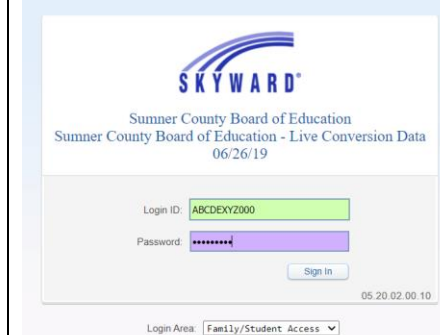 SKYWARD®
Sumner County Board of Education
Sumner County Board of Education - Live Conversion Data
06/26/19
Login ID: ABCDEXYZ000
Password: •••••••••
Sign In
05.20.02.00.10
Login Area: Family/Student Access